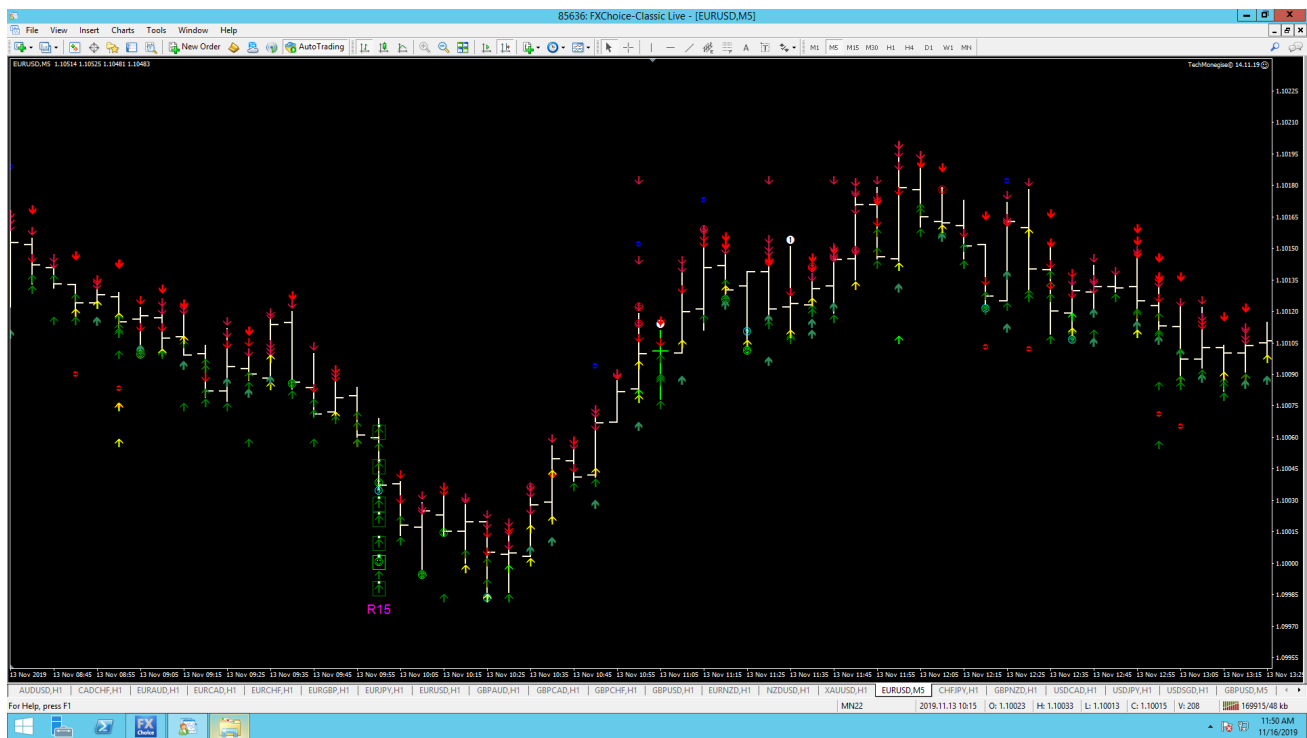 85636: FXChoice-Classic Live - [EURUSD,M5]
File View Insert Charts Tools Window Help
New Order AutoTrading A T M1 M5 M15 M30 H1 H4 D1 W1 MN
EURUSD,M5 1.10514 1.10525 1.10481 1.10483
TechMonegise© 14.11.19
1.10225
1.10210
1.10195
1.10180
1.10165
1.10150
1.10135
1.10120
1.10105
1.10090
1.10075
1.10060
1.10045
1.10030
1.10015
1.10000
1.09985
1.09970
1.09955
R15
13 Nov 2019 13 Nov 08:45 13 Nov 08:55 13 Nov 09:05 13 Nov 09:15 13 Nov 09:25 13 Nov 09:35 13 Nov 09:45 13 Nov 09:55 13 Nov 10:05 13 Nov 10:15 13 Nov 10:25 13 Nov 10:35 13 Nov 10:45 13 Nov 10:55 13 Nov 11:05 13 Nov 11:15 13 Nov 11:25 13 Nov 11:35 13 Nov 11:45 13 Nov 11:55 13 Nov 12:05 13 Nov 12:15 13 Nov 12:25 13 Nov 12:35 13 Nov 12:45 13 Nov 12:55 13 Nov 13:05 13 Nov 13:15 13 Nov 13:25
AUDUSD,H1 CADCHF,H1 EURAUD,H1 EURCAD,H1 EURCHF,H1 EURGBP,H1 EURJPY,H1 EURUSD,H1 GBPAUD,H1 GBPCAD,H1 GBPCHF,H1 GBPUSD,H1 EURNZD,H1 NZDUSD,H1 XAUUSD,H1 EURUSD,M5 CHFJPY,H1 GBPNZD,H1 USDCAD,H1 USDJPY,H1 USDSGD,H1 GBPUSD,M5
For Help, press F1
MN22 2019.11.13 10:15 O: 1.10023 H: 1.10033 L: 1.10013 C: 1.10015 V: 208 169915/48 kb
FX Choice
11:50 AM
11/16/2019